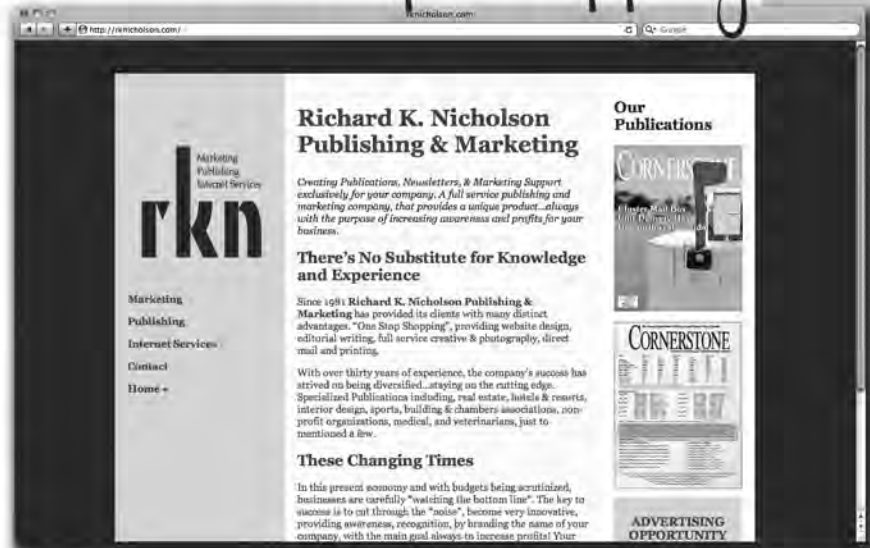 rknicholson.com
http://rknicholson.com/
Google
Marketing
Publishing
Internet Services
rkn
Marketing
Publishing
Internet Services
Contact
Home
Richard K. Nicholson
Publishing & Marketing
Creating Publications, Newsletters, & Marketing Support
exclusively for your company. A full service publishing and
marketing company, that provides a unique product...always
with the purpose of increasing awareness and profits for your
business.
There's No Substitute for Knowledge
and Experience
Since 1981 Richard K. Nicholson Publishing &
Marketing has provided its clients with many distinct
advantages. "One Stop Shopping", providing website design,
editorial writing, full service creative & photography, direct
mail and printing.
With over thirty years of experience, the company's success has
strived on being diversified...staying on the cutting edge.
Specialized Publications including, real estate, hotels & resorts,
interior design, sports, building & chambers associations, non-
profit organizations, medical, and veterinarians, just to
mentioned a few.
These Changing Times
In this present economy and with budgets being scrutinized,
businesses are carefully "watching the bottom line". The key to
success is to cut through the "noise", become very innovative,
providing awareness, recognition, by branding the name of your
company, with the main goal always to increase profits! Your
Our
Publications
CORNERSTONE
Cluster Mail Box
CORNERSTONE
ADVERTISING
OPPORTUNITY